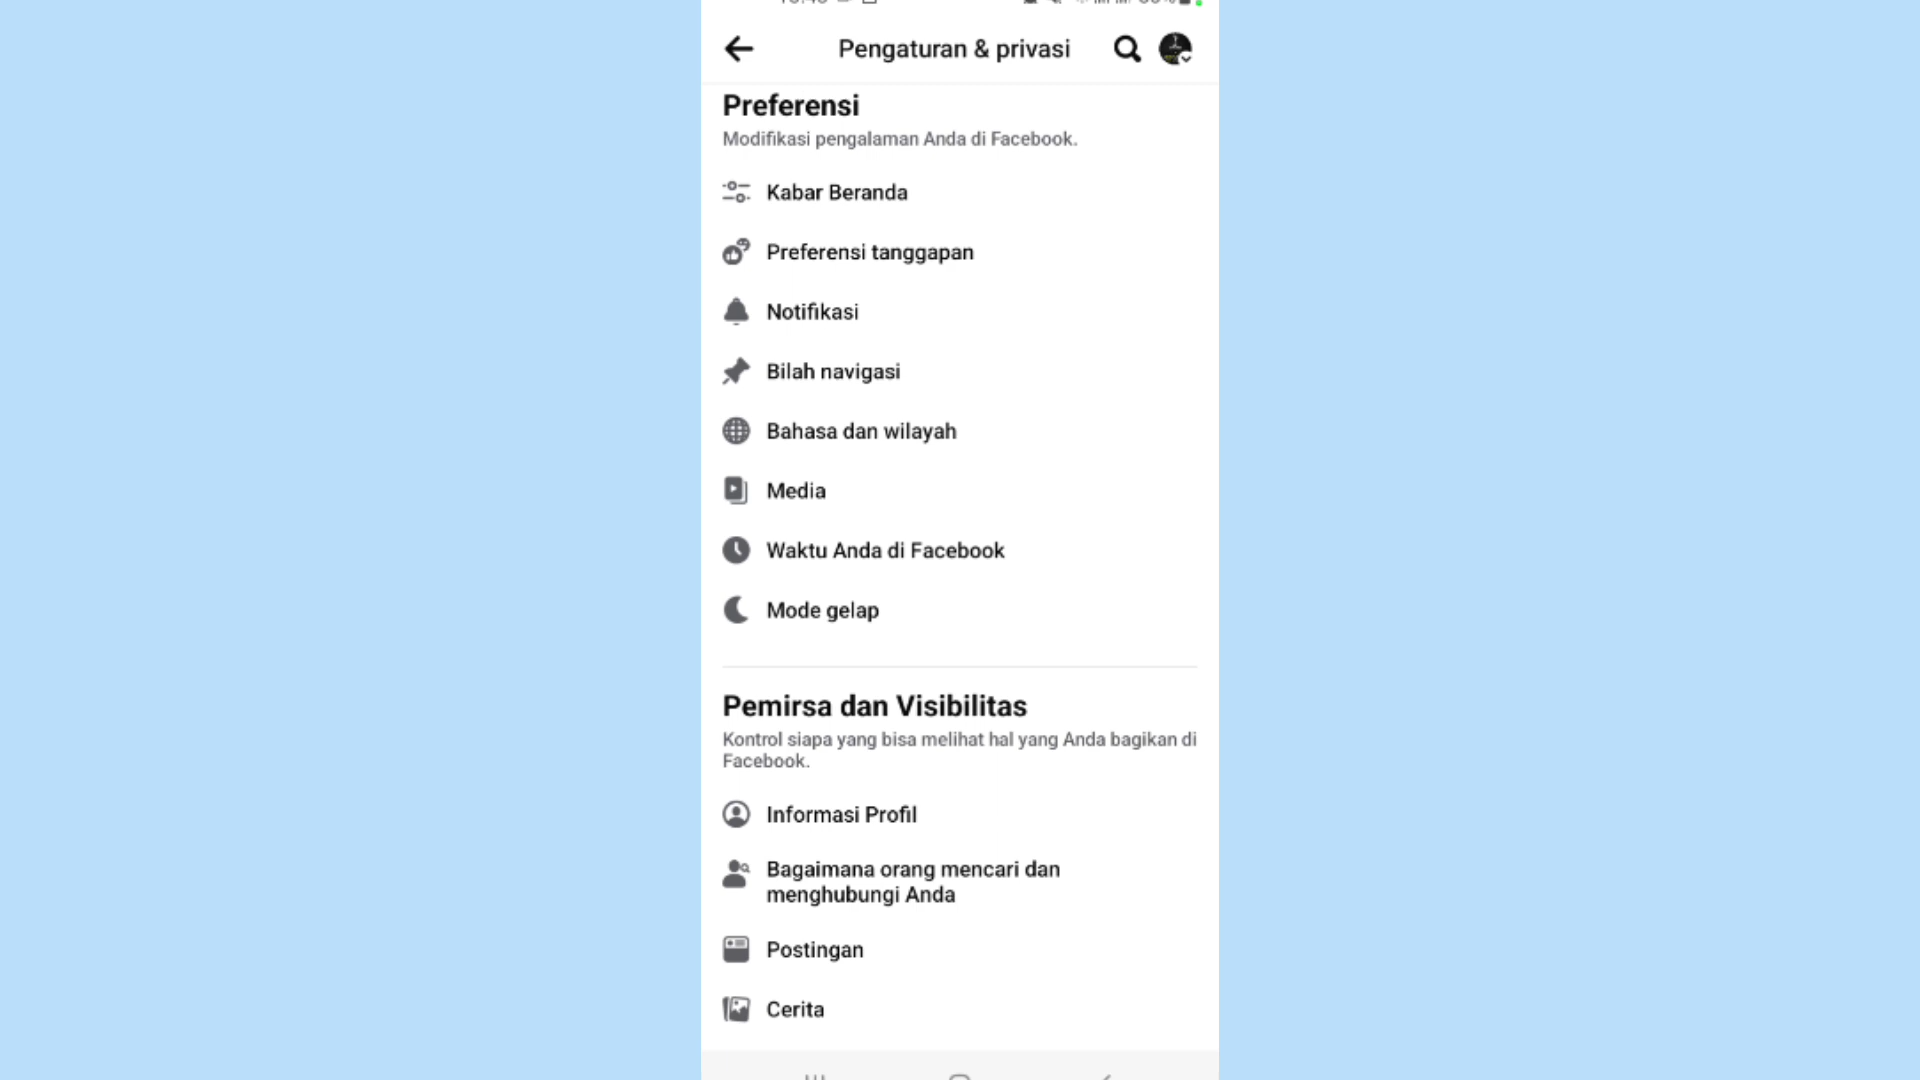 Pengaturan & privasi
Preferensi
Modifikasi pengalaman Anda di Facebook.
Kabar Beranda
Preferensi tanggapan
Notifikasi
Bilah navigasi
Bahasa dan wilayah
Media
Waktu Anda di Facebook
Mode gelap
Pemirsa dan Visibilitas
Kontrol siapa yang bisa melihat hal yang Anda bagikan di
Facebook.
Informasi Profil
Bagaimana orang mencari dan
menghubungi Anda
Postingan
Cerita